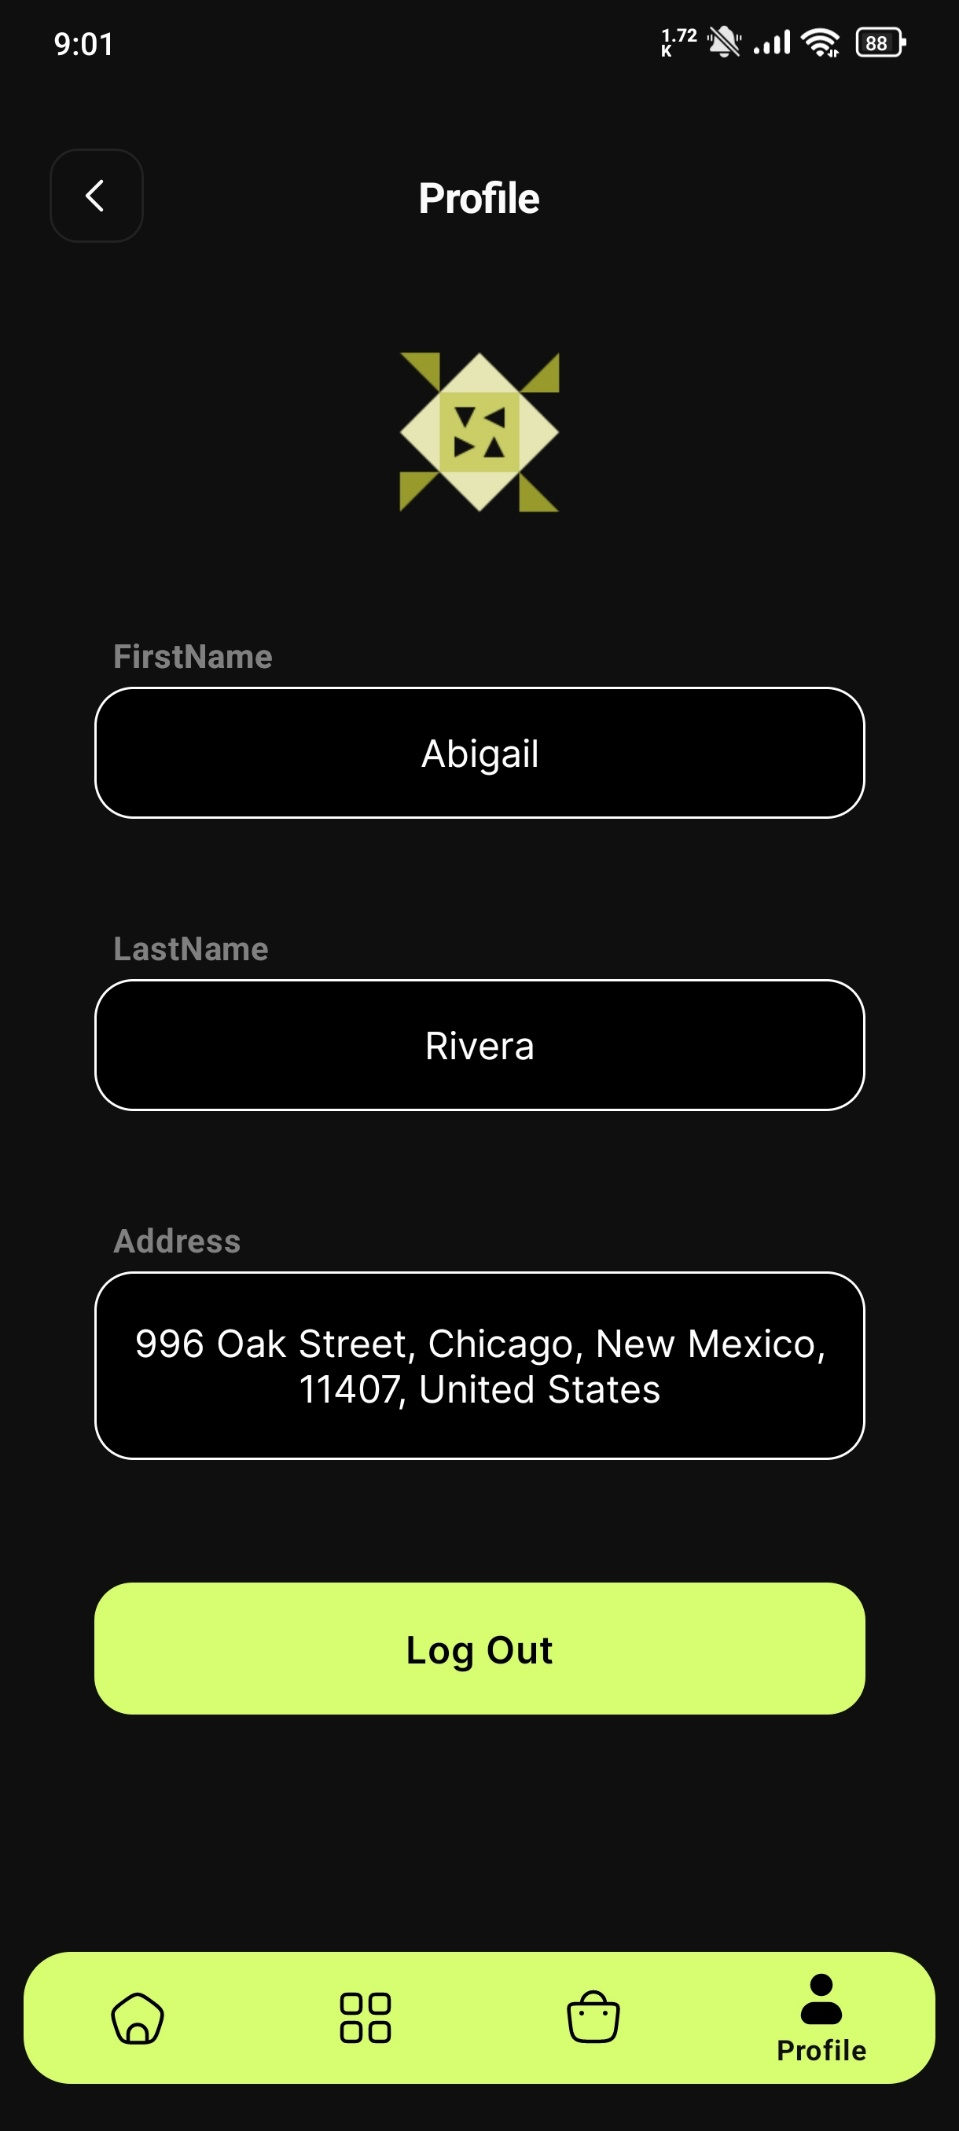 9:01
1.72
K
88
Profile
FirstName
Abigail
LastName
Rivera
Address
996 Oak Street, Chicago, New Mexico,
11407, United States
Log Out
Profile